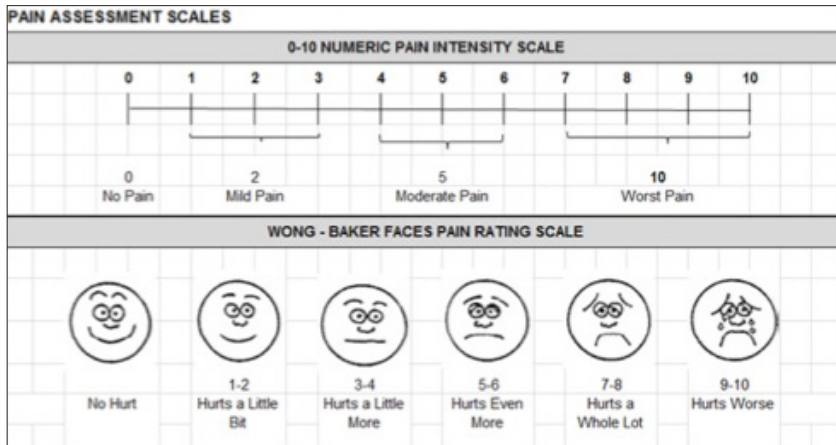 PAIN ASSESSMENT SCALES
0-10 NUMERIC PAIN INTENSITY SCALE
0 1 2 3 4 5 6 7 8 9 10
0 2 5 10
No Pain Mild Pain Moderate Pain Worst Pain
WONG - BAKER FACES PAIN RATING SCALE
1-2 3-4 5-6 7-8 9-10
No Hurt Hurts a Little Hurts a Little Hurts Even Hurts a Hurts Worse
Bit More More Whole Lot